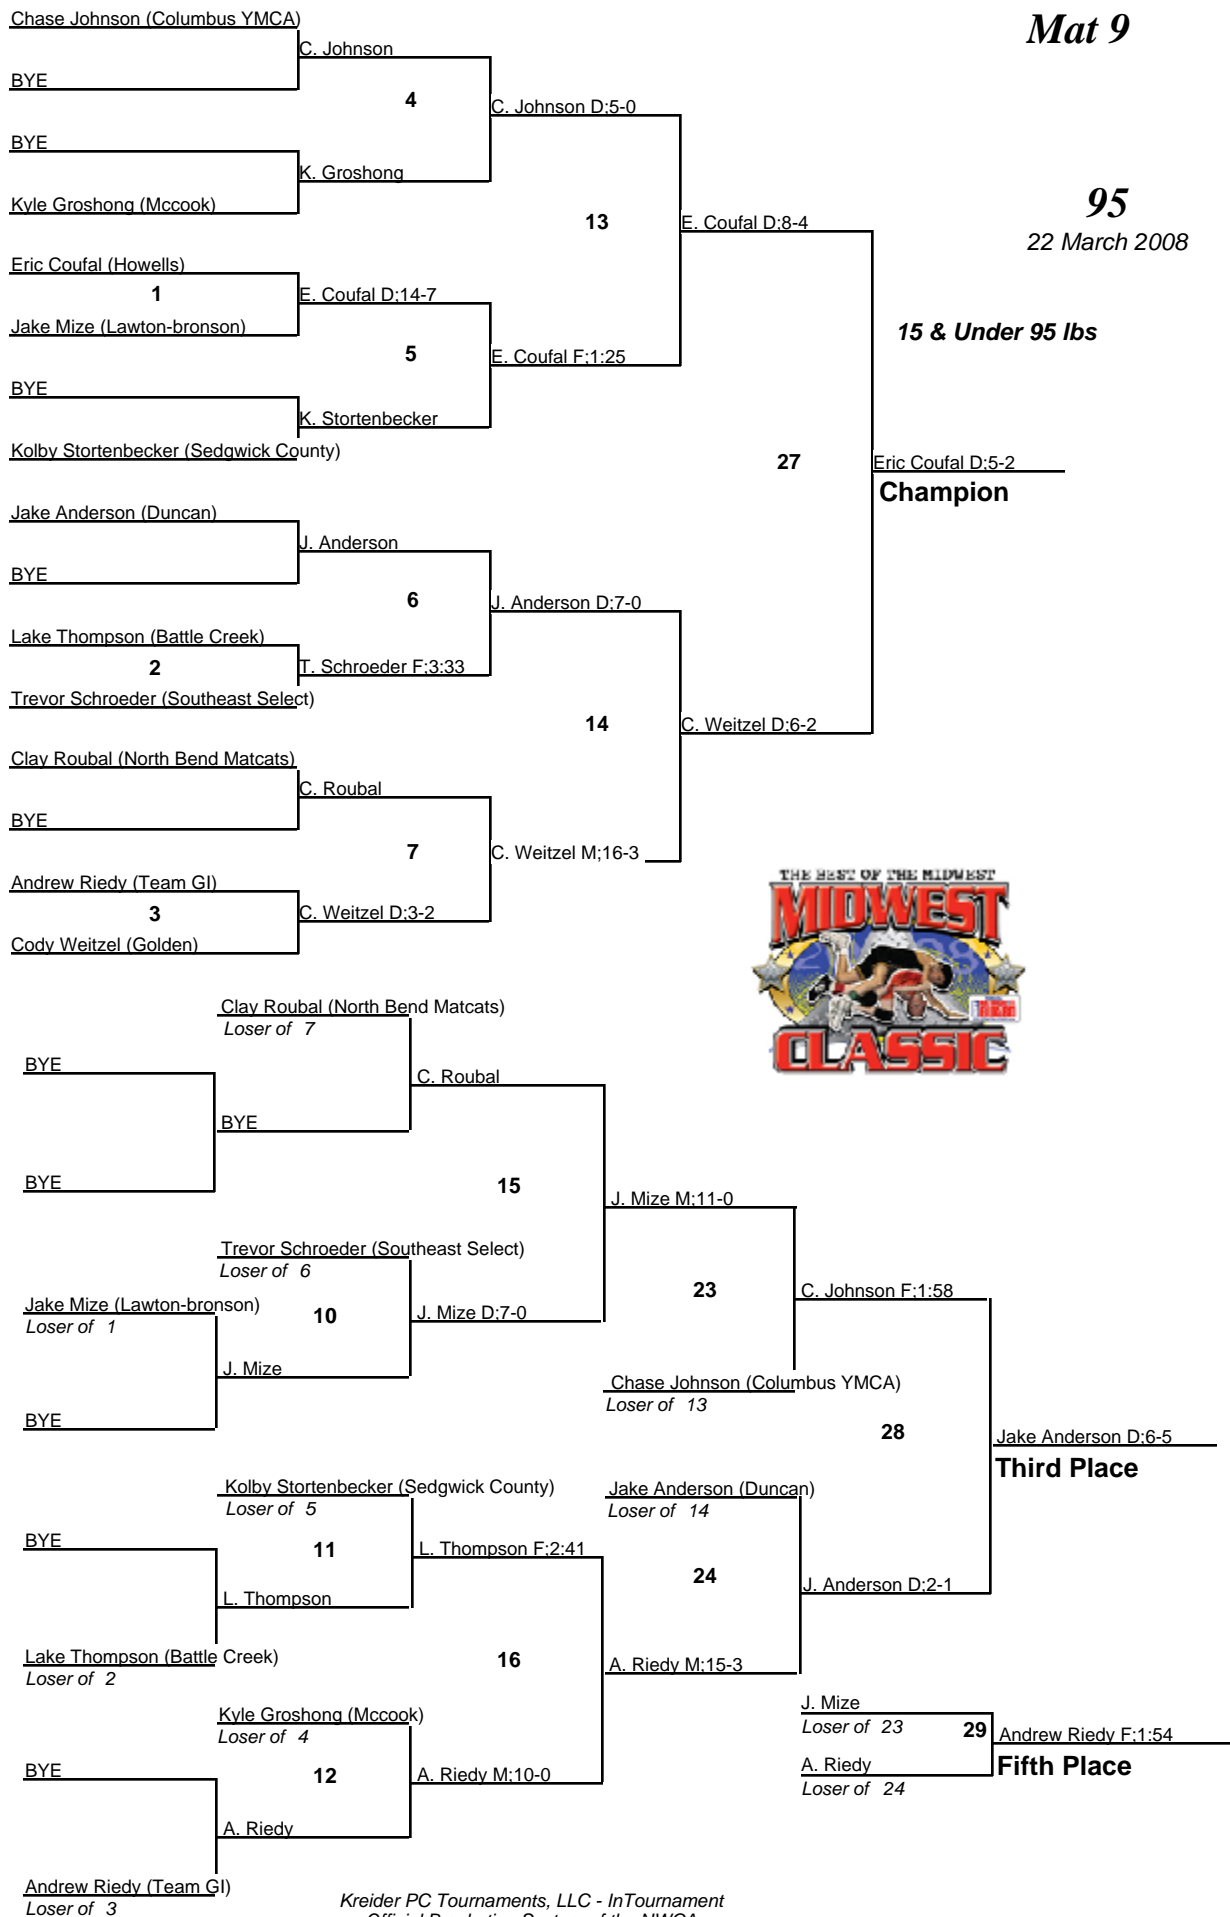 Chase Johnson (Columbus YMCA)
Mat 9
C. Johnson
BYE
4
C. Johnson D;5-0
BYE
K. Groshong
Kyle Groshong (Mccook)
95
13
E. Coufal D;8-4
22 March 2008
Eric Coufal (Howells)
1
E. Coufal D;14-7
Jake Mize (Lawton-bronson)
15 & Under 95 lbs
5
E. Coufal F;1:25
BYE
K. Stortenbecker
Kolby Stortenbecker (Sedgwick County)
27
Eric Coufal D;5-2
Champion
Jake Anderson (Duncan)
J. Anderson
BYE
6
J. Anderson D;7-0
Lake Thompson (Battle Creek)
2
T. Schroeder F;3:33
Trevor Schroeder (Southeast Select)
14
C. Weitzel D;6-2
Clay Roubal (North Bend Matcats)
C. Roubal
BYE
7
C. Weitzel M;16-3
Andrew Riedy (Team GI)
3
C. Weitzel D;3-2
Cody Weitzel (Golden)
THE BEST OF THE MIDWEST
MIDWEST
CLASSIC
Clay Roubal (North Bend Matcats)
Loser of 7
BYE
C. Roubal
BYE
BYE
15
J. Mize M;11-0
Trevor Schroeder (Southeast Select)
Loser of 6
23
C. Johnson F;1:58
Jake Mize (Lawton-bronson)
Loser of 1
10
J. Mize D;7-0
J. Mize
Chase Johnson (Columbus YMCA)
Loser of 13
BYE
28
Jake Anderson D;6-5
Third Place
Kolby Stortenbecker (Sedgwick County)
Loser of 5
Jake Anderson (Duncan)
Loser of 14
BYE
11
L. Thompson F;2:41
24
J. Anderson D;2-1
L. Thompson
Lake Thompson (Battle Creek)
Loser of 2
16
A. Riedy M;15-3
Kyle Groshong (Mccook)
Loser of 4
J. Mize
Loser of 23
29
Andrew Riedy F;1:54
Fifth Place
A. Riedy
Loser of 24
BYE
12
A. Riedy M;10-0
A. Riedy
Andrew Riedy (Team GI)
Loser of 3
Kreider PC Tournaments, LLC - InTournament